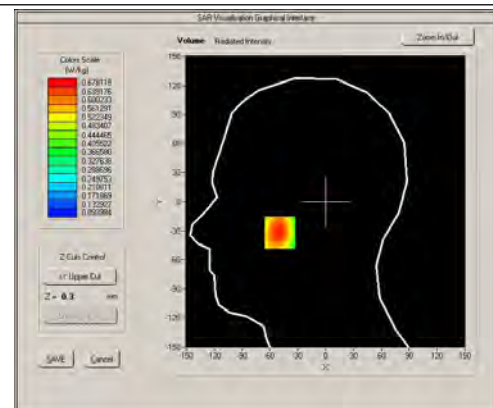 SAR Visualisation Graphical Interface
Volume Radiated Intensity Zoom In/Out
Colors Scale
(W/Kg)
0.678118
0.639176
0.600233
0.561291
0.522349
0.483407
0.444465
0.405522
0.366580
0.327638
0.288696
0.249753
0.210811
0.171869
0.132927
0.093984
150
120
90
60
30
Y 0
-30
-60
-90
-120
-150
-150 -120 -90 -60 -30 0 30 60 90 120 150
X
Z Cuts Control
Upper Cut
Z = 0.3 mm
SAVE Cancel